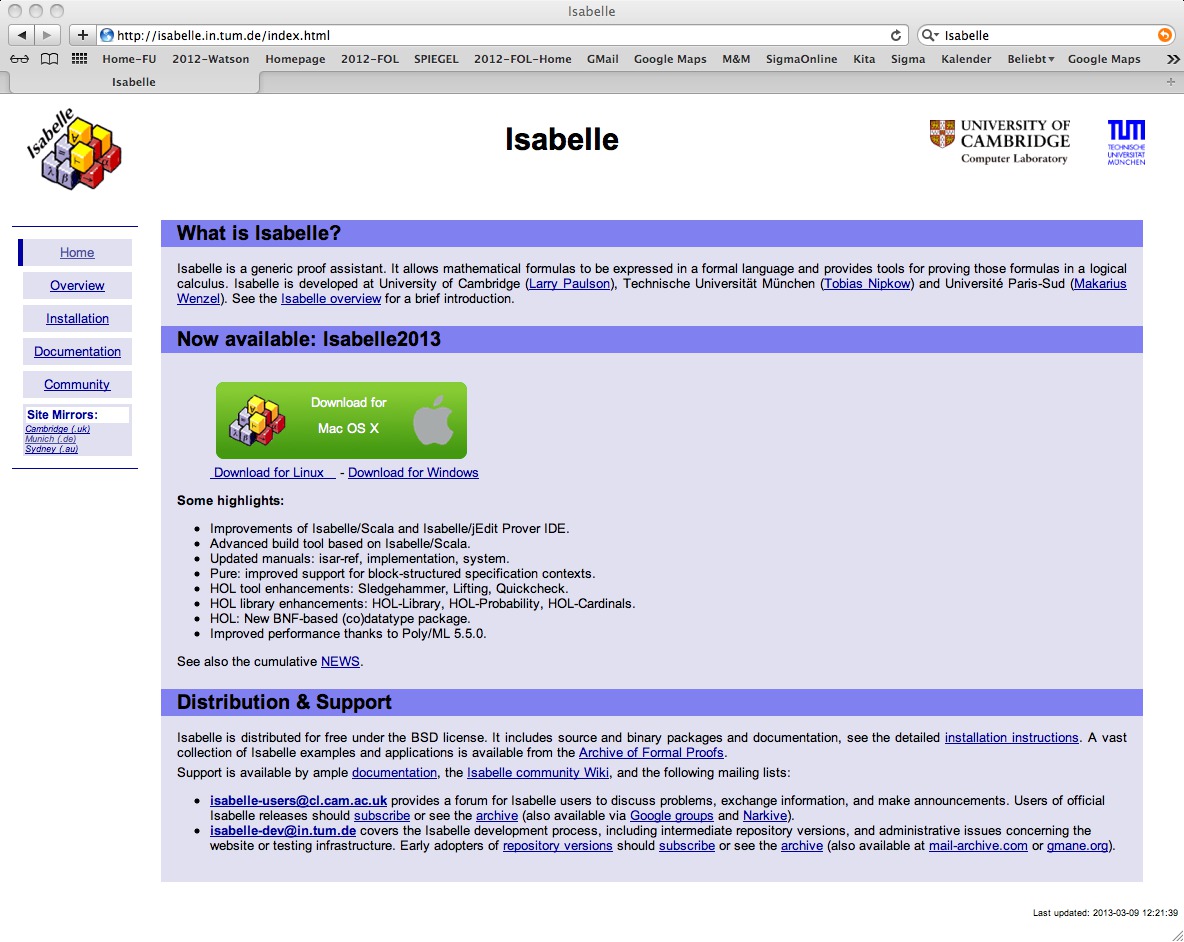 Isabelle
http://isabelle.in.tum.de/index.html
Isabelle
Home-FU 2012-Watson Homepage 2012-FOL SPIEGEL 2012-FOL-Home GMail Google Maps M&M SigmaOnline Kita Sigma Kalender Beliebt Google Maps
Isabelle
Isabelle
λ β
Isabelle
UNIVERSITY OF
CAMBRIDGE
Computer Laboratory
TUM
TECHNISCHE
UNIVERSITÄT
MÜNCHEN
Home
Overview
Installation
Documentation
Community
Site Mirrors:
Cambridge (.uk)
Munich (.de)
Sydney (.au)
What is Isabelle?
Isabelle is a generic proof assistant. It allows mathematical formulas to be expressed in a formal language and provides tools for proving those formulas in a logical
calculus. Isabelle is developed at University of Cambridge (Larry Paulson), Technische Universität München (Tobias Nipkow) and Université Paris-Sud (Makarius
Wenzel). See the Isabelle overview for a brief introduction.
Now available: Isabelle2013
Download for
Mac OS X
Download for Linux - Download for Windows
Some highlights:
• Improvements of Isabelle/Scala and Isabelle/jEdit Prover IDE.
• Advanced build tool based on Isabelle/Scala.
• Updated manuals: isar-ref, implementation, system.
• Pure: improved support for block-structured specification contexts.
• HOL tool enhancements: Sledgehammer, Lifting, Quickcheck.
• HOL library enhancements: HOL-Library, HOL-Probability, HOL-Cardinals.
• HOL: New BNF-based (co)datatype package.
• Improved performance thanks to Poly/ML 5.5.0.
See also the cumulative NEWS.
Distribution & Support
Isabelle is distributed for free under the BSD license. It includes source and binary packages and documentation, see the detailed installation instructions. A vast
collection of Isabelle examples and applications is available from the Archive of Formal Proofs.
Support is available by ample documentation, the Isabelle community Wiki, and the following mailing lists:
• isabelle-users@cl.cam.ac.uk provides a forum for Isabelle users to discuss problems, exchange information, and make announcements. Users of official
Isabelle releases should subscribe or see the archive (also available via Google groups and Narkive).
• isabelle-dev@in.tum.de covers the Isabelle development process, including intermediate repository versions, and administrative issues concerning the
website or testing infrastructure. Early adopters of repository versions should subscribe or see the archive (also available at mail-archive.com or gmane.org).
Last updated: 2013-03-09 12:21:39